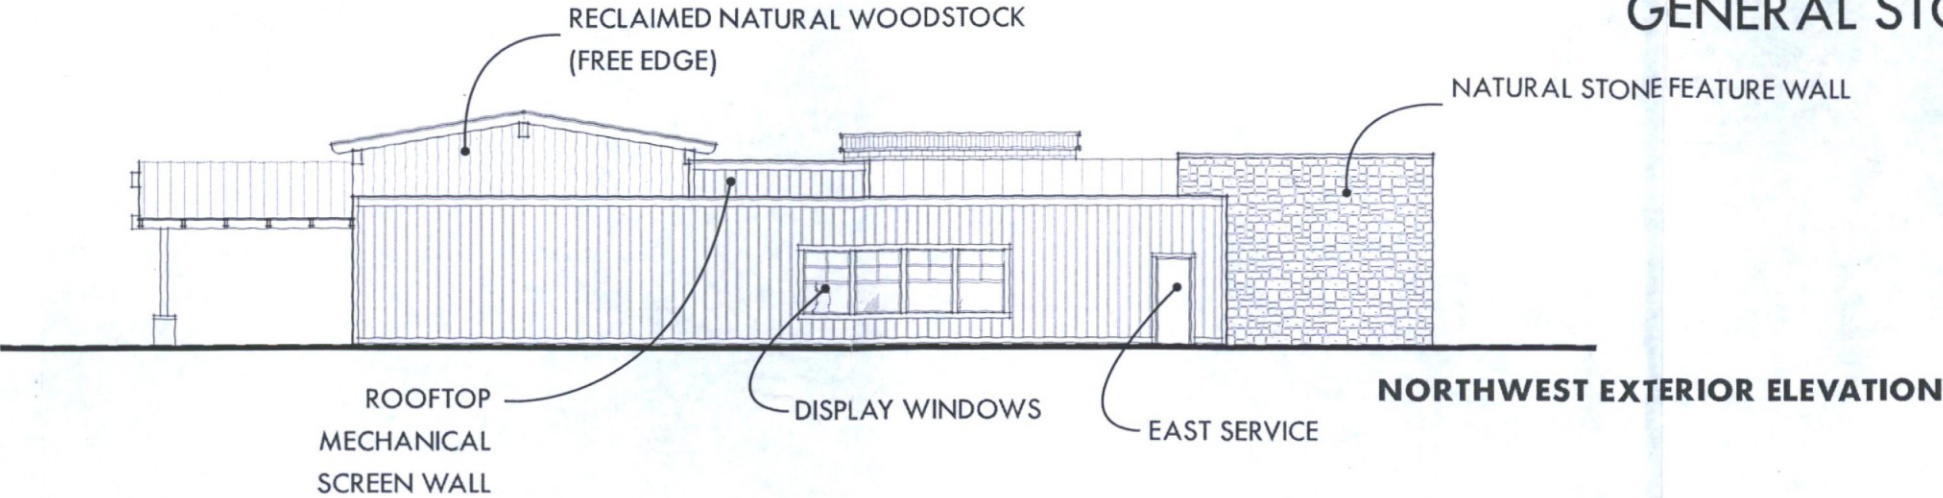 RECLAIMED NATURAL WOODSTOCK
(FREE EDGE)
GENERAL
NATURAL STONE FEATURE WALL
ROOFTOP
MECHANICAL
SCREEN WALL
DISPLAY WINDOWS
EAST SERVICE
NORTHWEST EXTERIOR ELEVATION